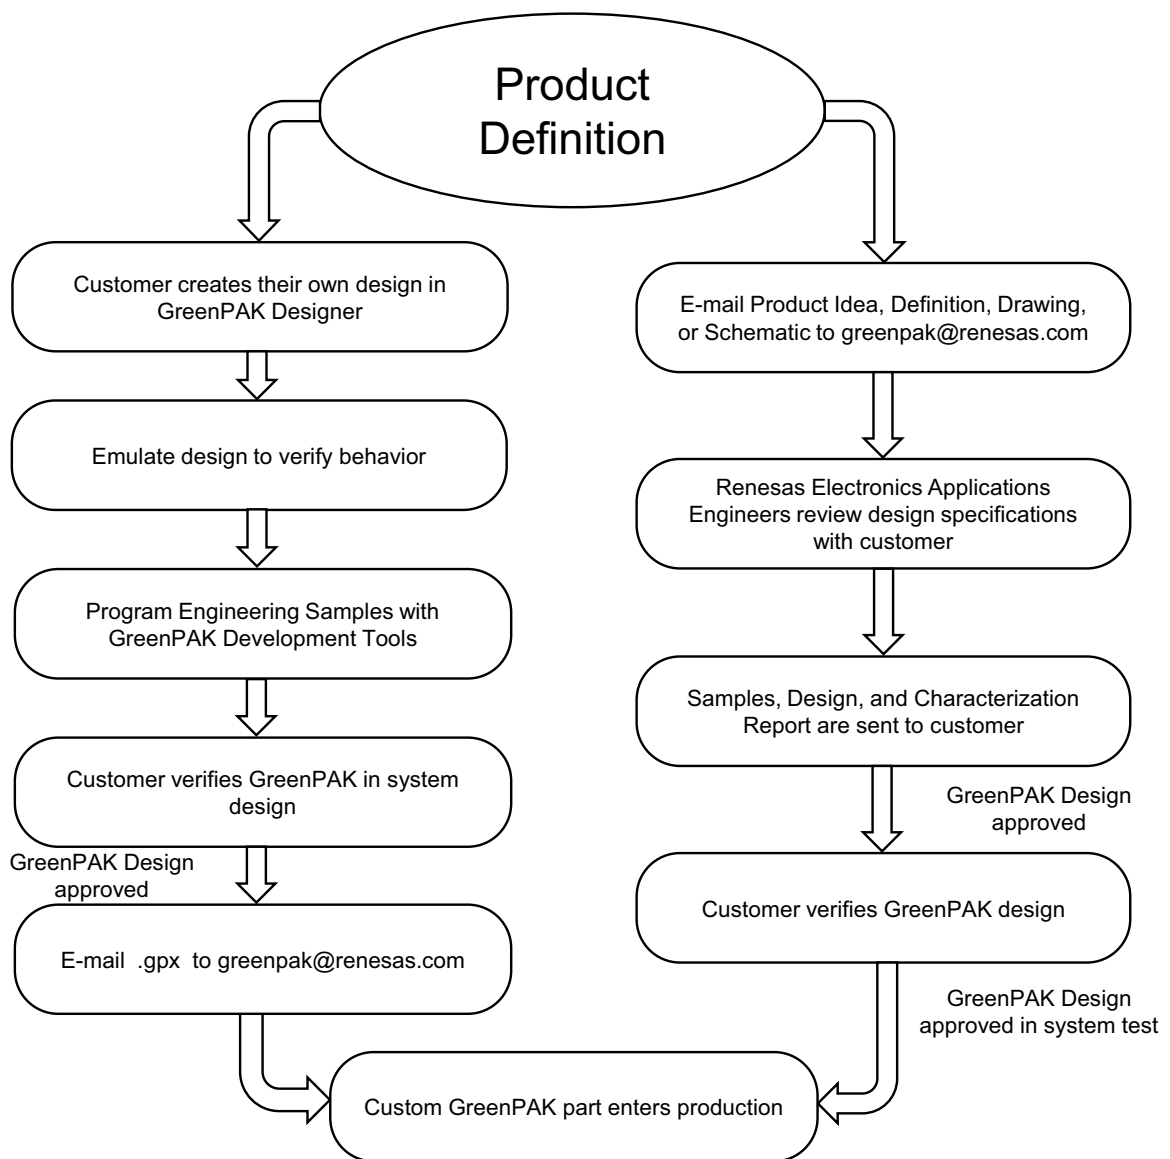 Product
Definition
Customer creates their own design in
GreenPAK Designer
Emulate design to verify behavior
Program Engineering Samples with
GreenPAK Development Tools
Customer verifies GreenPAK in system
design
GreenPAK Design
approved
E-mail .gpx to greenpak@renesas.com
E-mail Product Idea, Definition, Drawing,
or Schematic to greenpak@renesas.com
Renesas Electronics Applications
Engineers review design specifications
with customer
Samples, Design, and Characterization
Report are sent to customer
GreenPAK Design
approved
Customer verifies GreenPAK design
GreenPAK Design
approved in system test
Custom GreenPAK part enters production